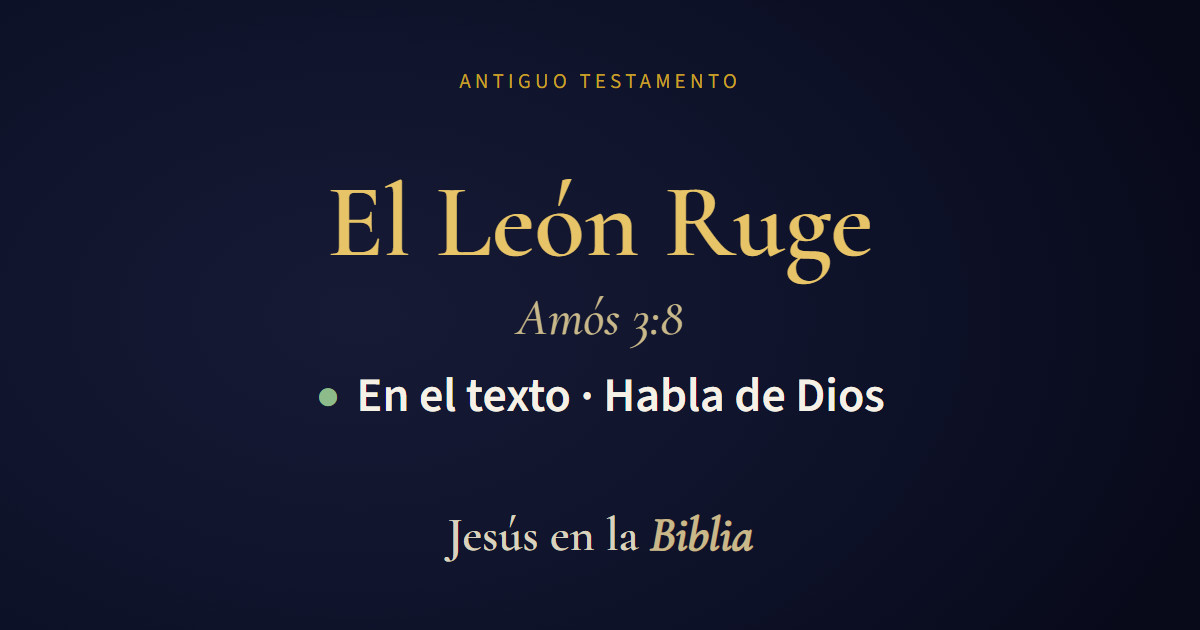 ANTIGUO TESTAMENTO
El León Ruge
Amós 3:8
En el texto · Habla de Dios
Jesús en la Biblia